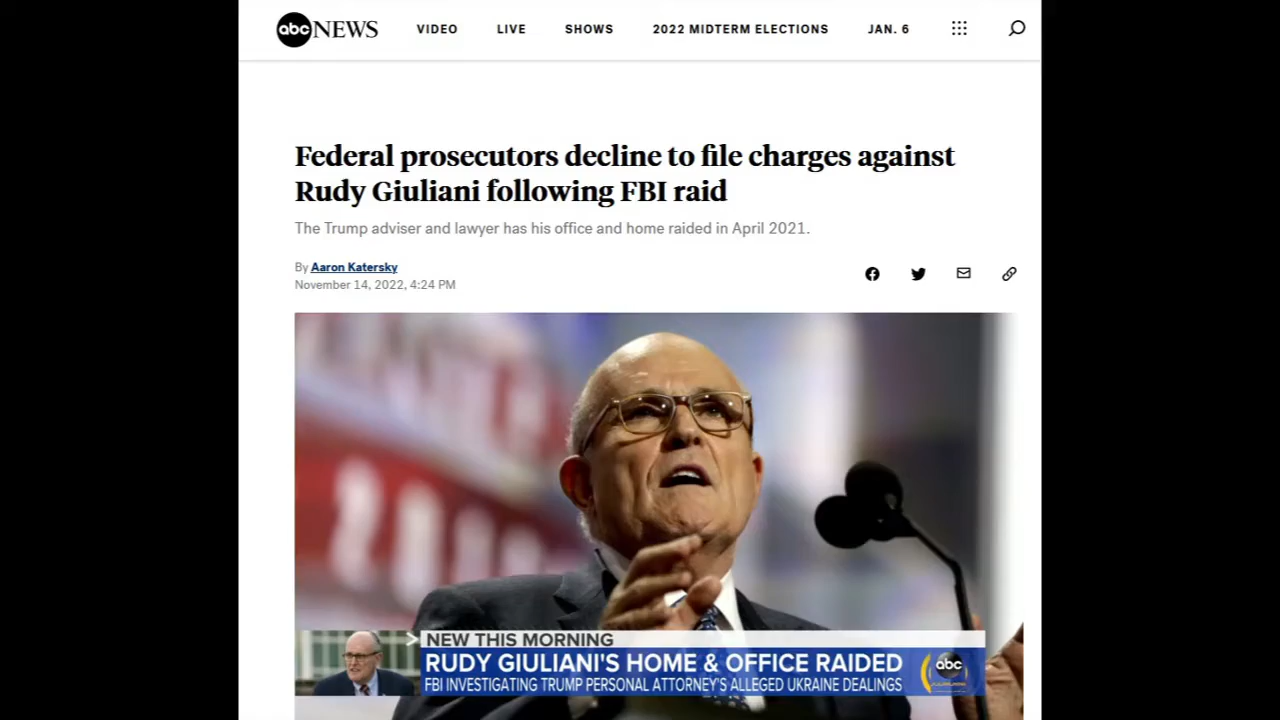 abc NEWS VIDEO LIVE SHOWS 2022 MIDTERM ELECTIONS JAN. 6
Federal prosecutors decline to file charges against
Rudy Giuliani following FBI raid
The Trump adviser and lawyer has his office and home raided in April 2021.
By Aaron Katersky
November 14, 2022, 4:24 PM
NEW THIS MORNING
RUDY GIULIANI'S HOME & OFFICE RAIDED
abc
FBI INVESTIGATING TRUMP PERSONAL ATTORNEY'S ALLEGED UKRAINE DEALINGS